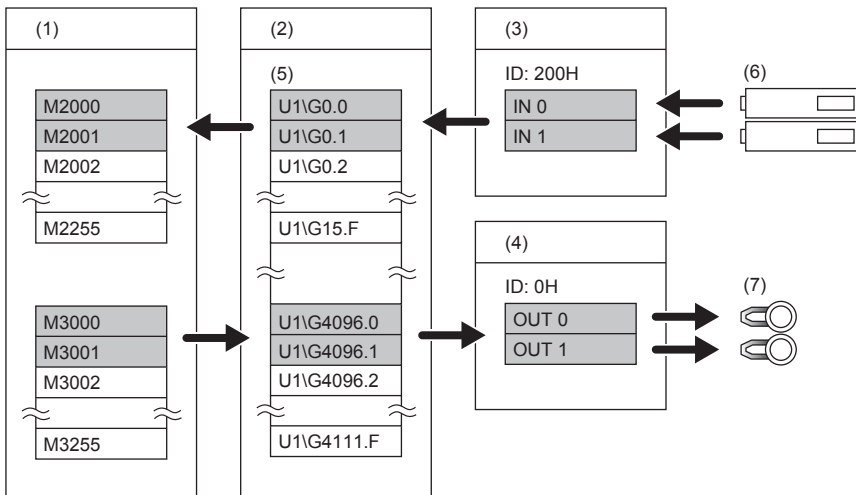 (1)
M2000
M2001
M2002
M2255
M3000
M3001
M3002
M3255
(2)
(5)
U1\G0.0
U1\G0.1
U1\G0.2
U1\G15.F
U1\G4096.0
U1\G4096.1
U1\G4096.2
U1\G4111.F
(3)
ID: 200H
IN 0
IN 1
(4)
ID: 0H
OUT 0
OUT 1
(6)
(7)